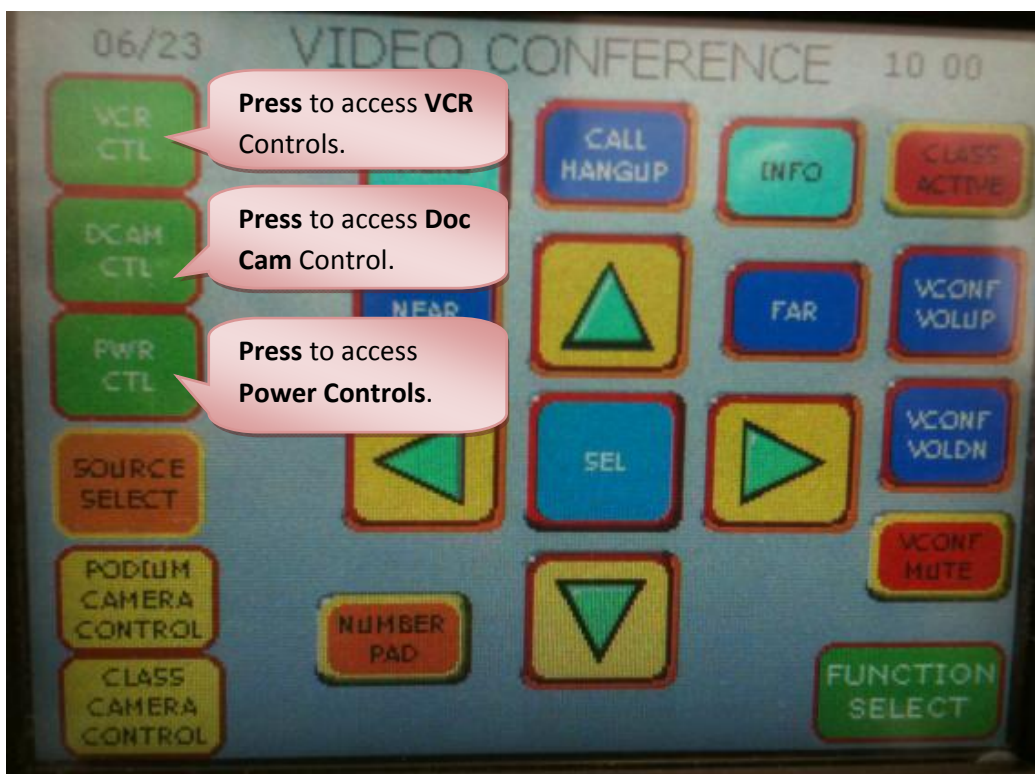 06/23 VIDEO CONFERENCE 10 00
VCR
CTL
Press to access VCR
Controls.
CALL
HANGUP
INFO
CLASS
ACTIVE
DCAM
CTL
Press to access Doc
Cam Control.
NEAR
FAR
VCONF
VOLUP
PWR
CTL
Press to access
Power Controls.
SOURCE
SELECT
SEL
VCONF
VOLDN
PODIUM
CAMERA
CONTROL
NUMBER
PAD
VCONF
MUTE
CLASS
CAMERA
CONTROL
FUNCTION
SELECT